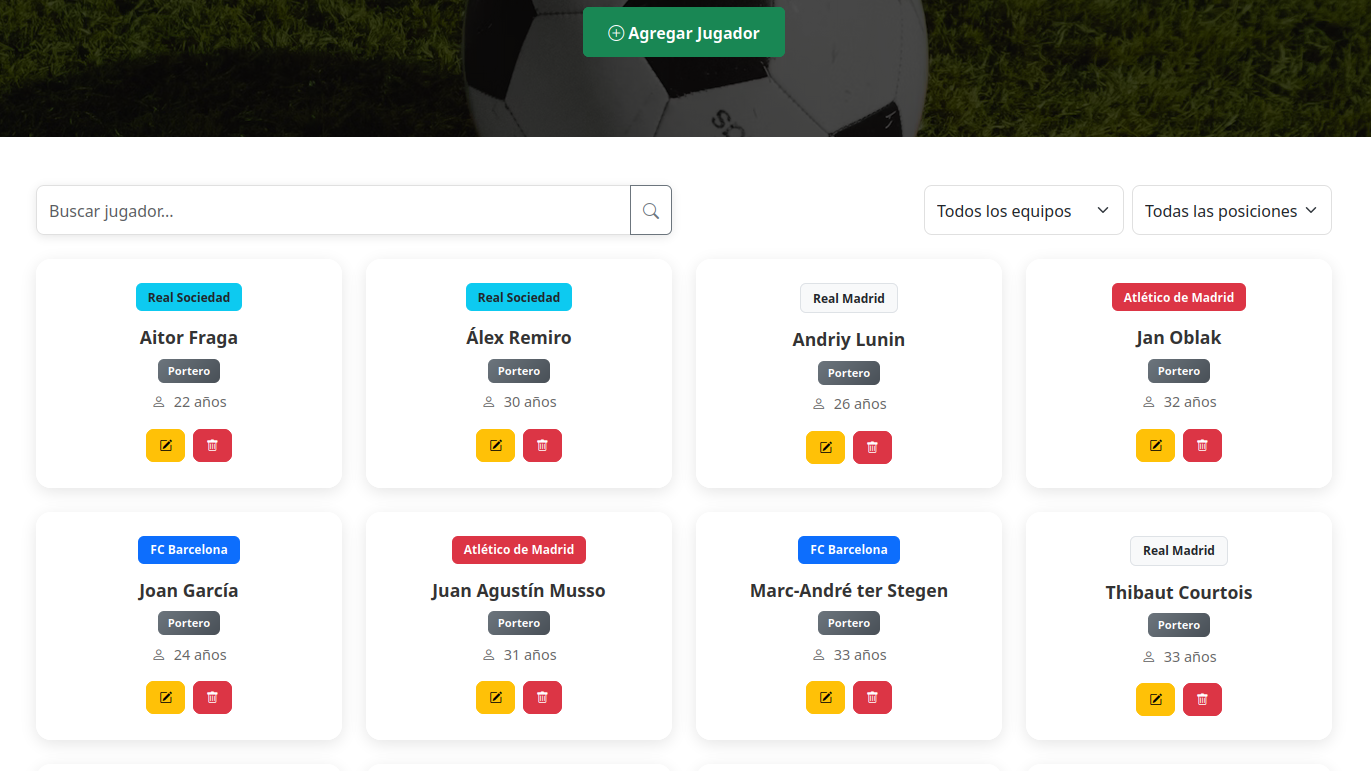 Agregar Jugador
Buscar jugador...
Todos los equipos
Todas las posiciones
Real Sociedad
Aitor Fraga
Portero
22 años
Real Sociedad
Álex Remiro
Portero
30 años
Real Madrid
Andriy Lunin
Portero
26 años
Atlético de Madrid
Jan Oblak
Portero
32 años
FC Barcelona
Joan García
Portero
24 años
Atlético de Madrid
Juan Agustín Musso
Portero
31 años
FC Barcelona
Marc-André ter Stegen
Portero
33 años
Real Madrid
Thibaut Courtois
Portero
33 años